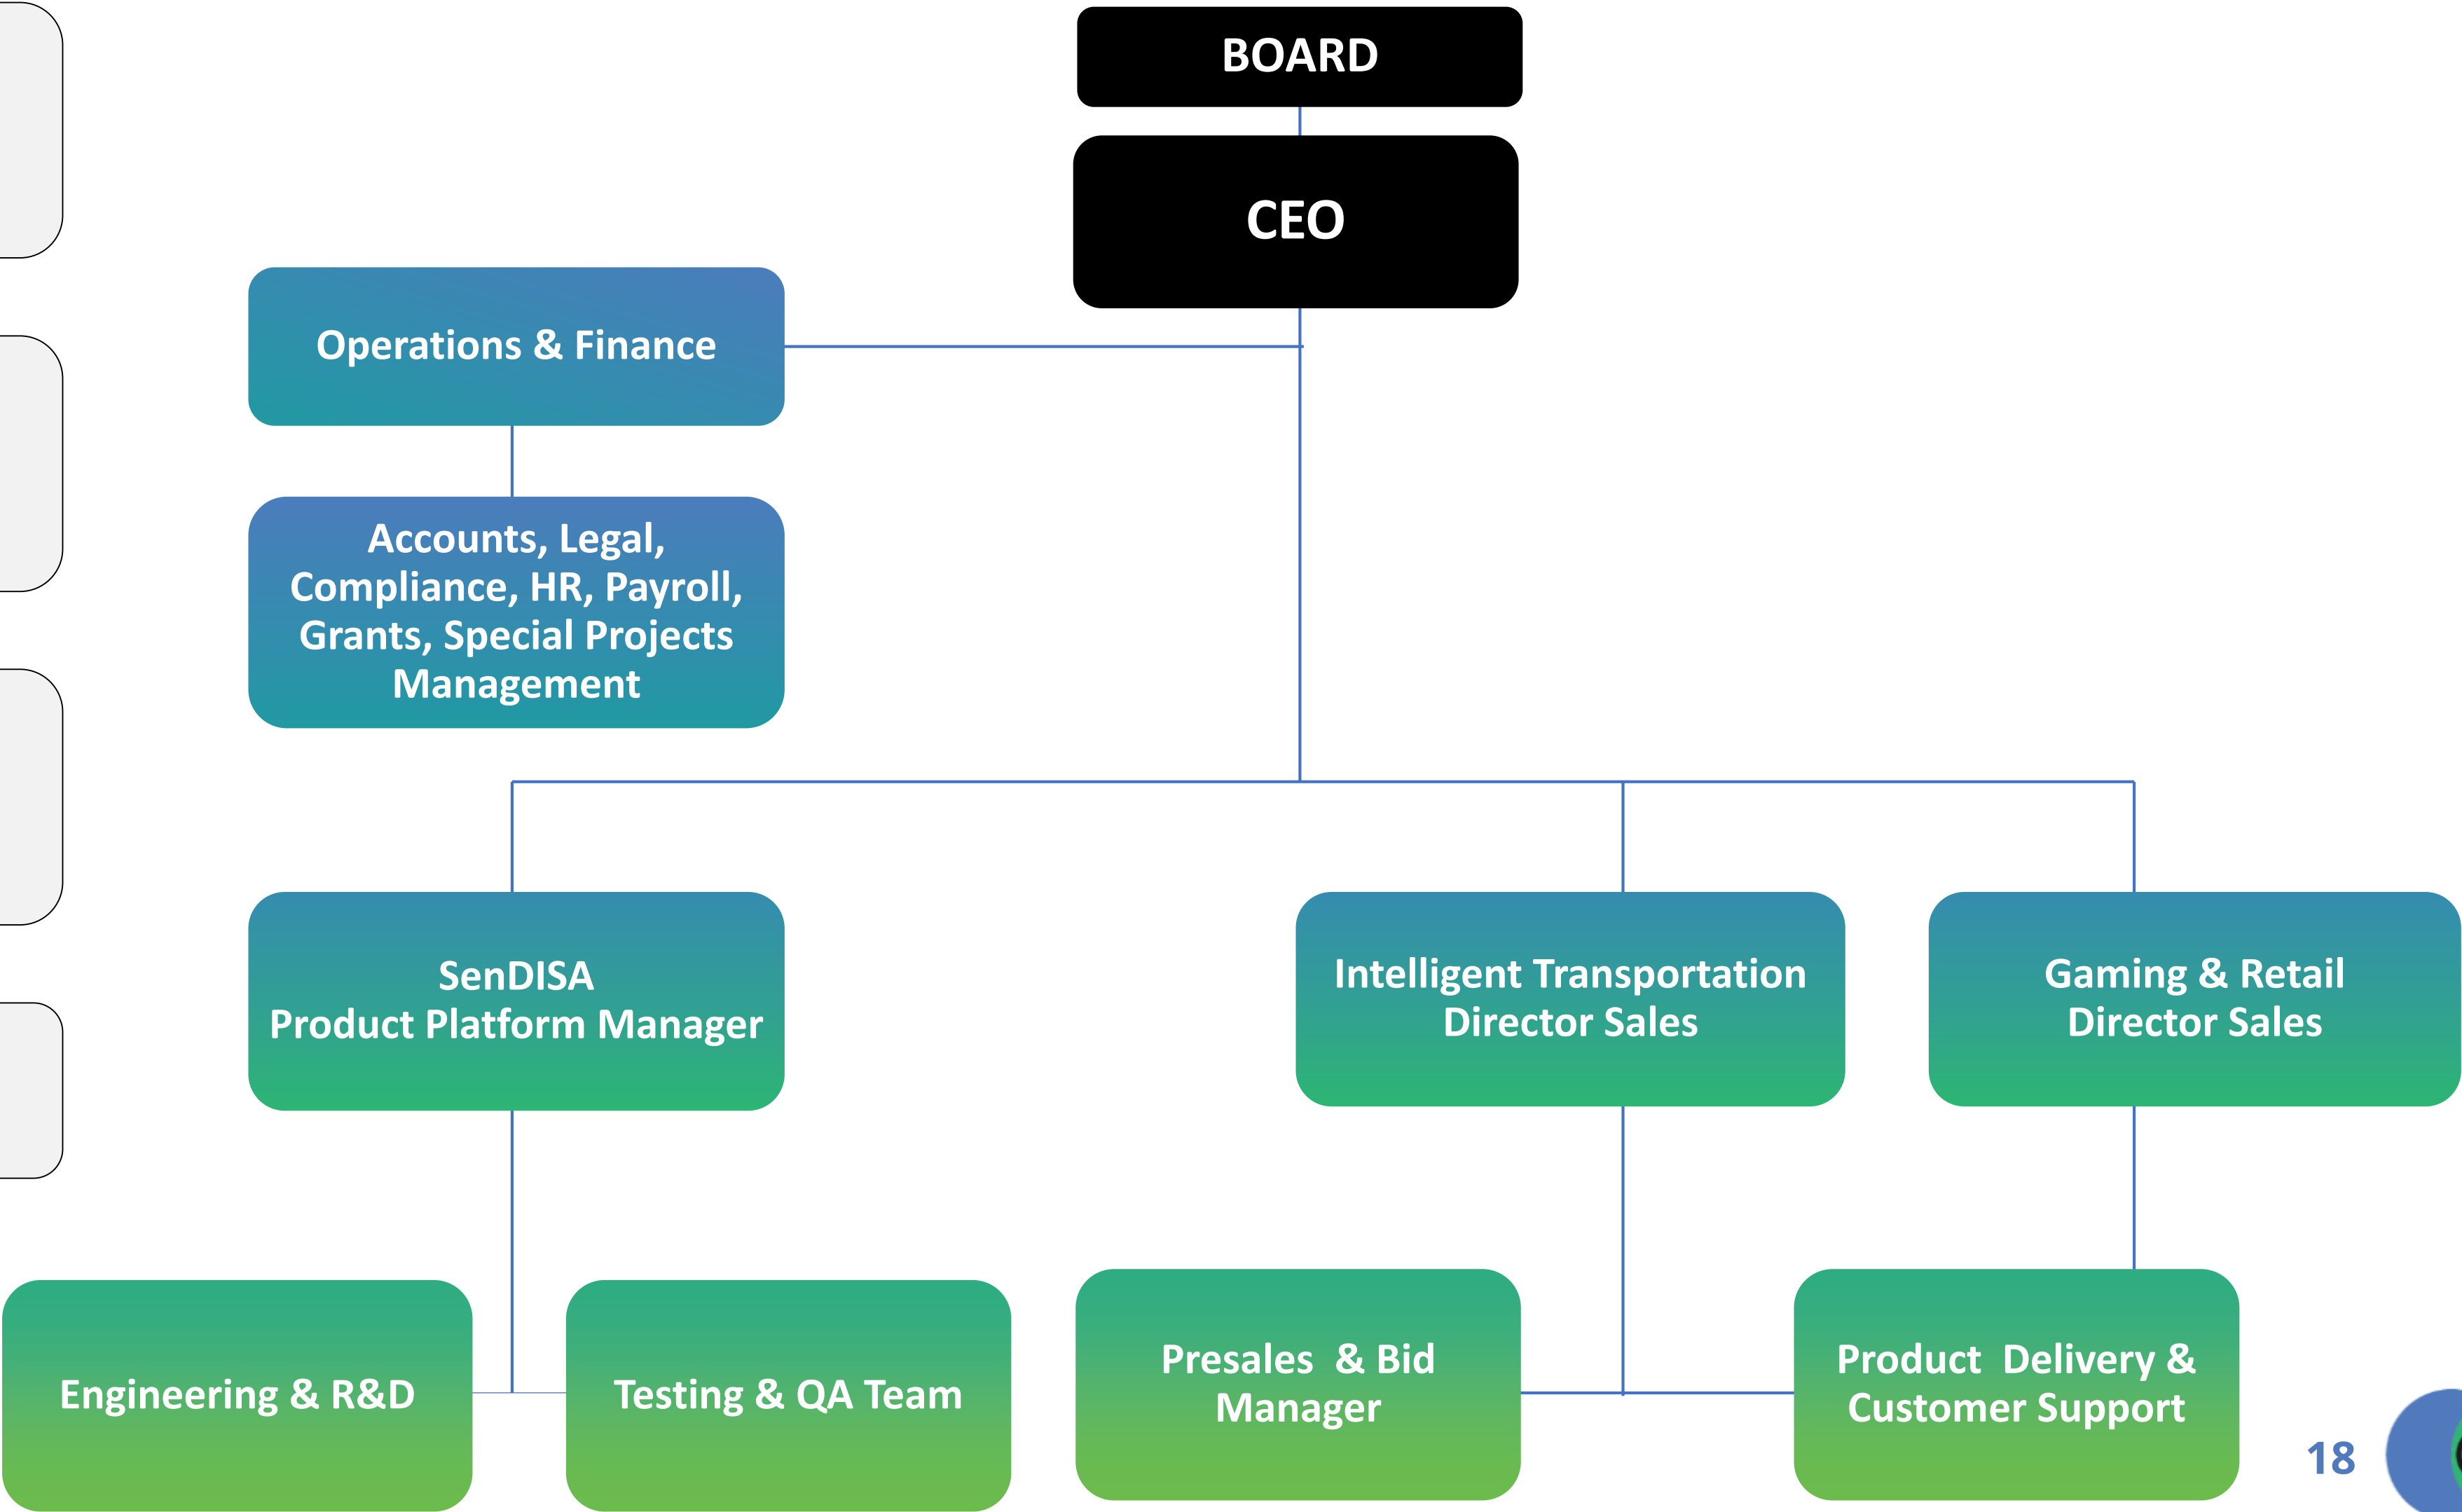 BOARD
CEO
Operations & Finance
Accounts, Legal,
Compliance, HR, Payroll,
Grants, Special Projects
Management
SenDISA
Product Platform Manager
Intelligent Transportation
Director Sales
Gaming & Retail
Director Sales
Engineering & R&D
Testing & QA Team
Presales & Bid
Manager
Product Delivery &
Customer Support
18